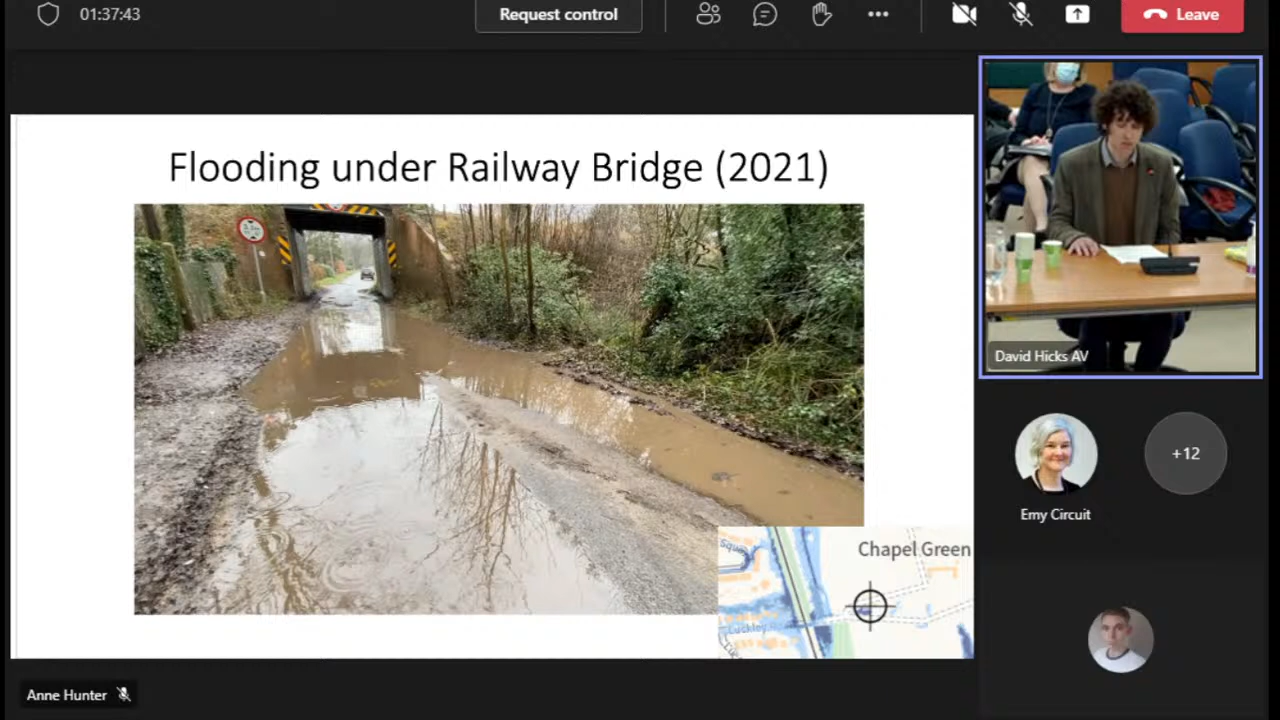 01:37:43
Request control
Leave
Flooding under Railway Bridge (2021)
David Hicks AV
+12
Emy Circuit
Chapel Green
Luckley
Anne Hunter